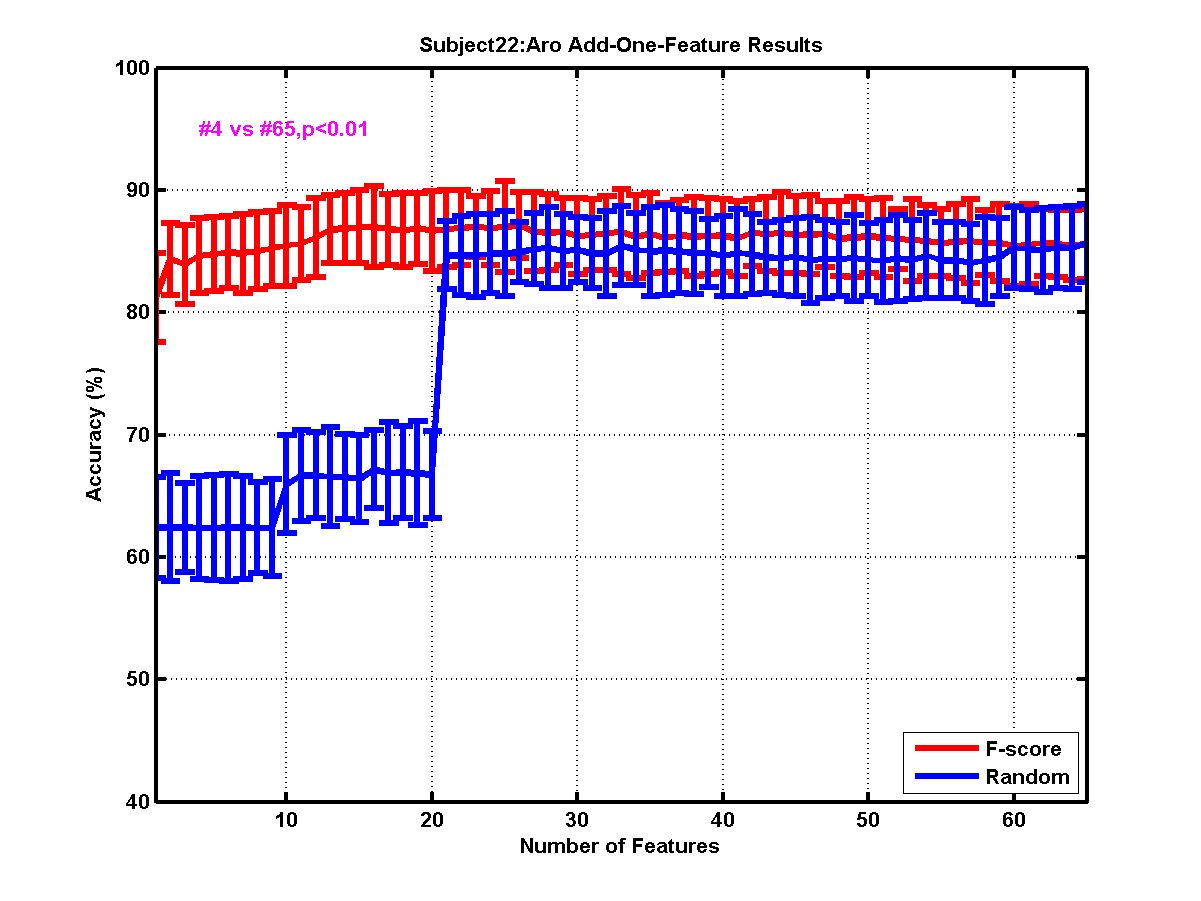 Subject22:Aro Add-One-Feature Results
100
#4 vs #65,p<0.01
90
80
70
60
50
40
Accuracy (%)
10 20 30 40 50 60
Number of Features
F-score
Random